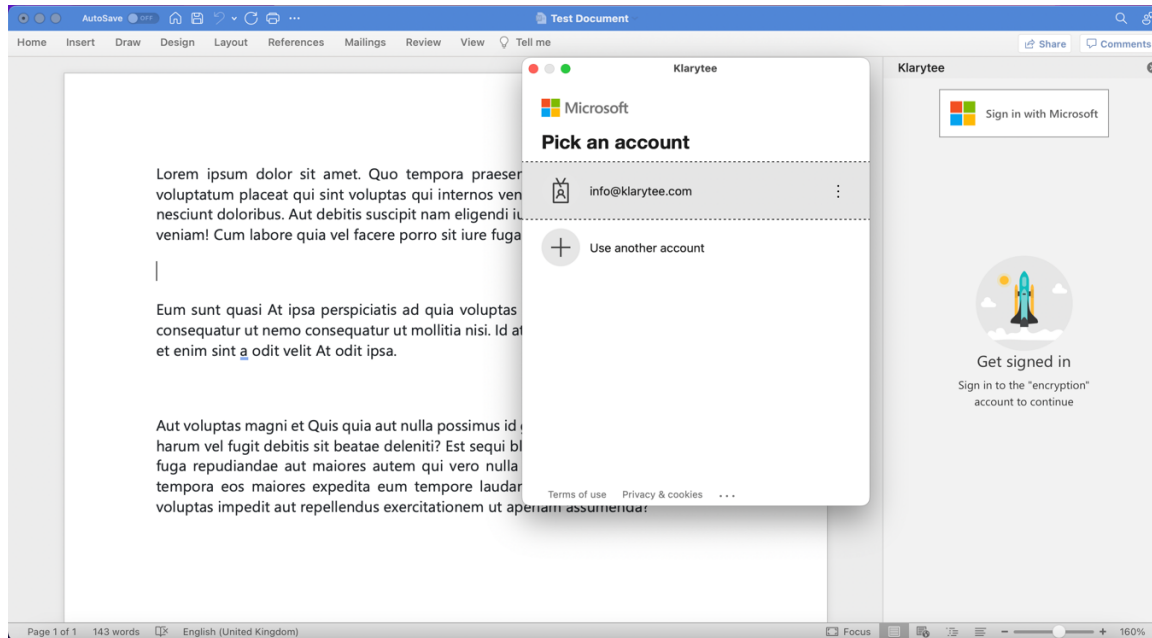 AutoSave OFF ... Test Document
Home Insert Draw Design Layout References Mailings Review View Tell me Share Comments
Klarytee
Microsoft
Pick an account
info@klarytee.com
Use another account
Terms of use Privacy & cookies ...
Lorem ipsum dolor sit amet. Quo tempora
voluptatum placeat qui sint voluptas qui internos
nesciunt doloribus. Aut debitis suscipit nam eligendi
veniam! Cum labore quia vel facere porro sit iure
Eum sunt quasi At ipsa perspiciatis ad quia voluptas
consequatur ut nemo consequatur ut mollitia nisi. Id
et enim sint a odit velit At odit ipsa.
Aut voluptas magni et Quis quia aut nulla possimus id
harum vel fugit debitis sit beatae deleniti? Est sequi
fuga repudiandae aut maiores autem qui vero nulla
tempora eos maiores expedita eum tempore
voluptas impedit aut repellendus exercitationem ut aperiam assumenda?
Klarytee
Sign in with Microsoft
Get signed in
Sign in to the "encryption"
account to continue
Page 1 of 1 143 words English (United Kingdom) Focus 160%